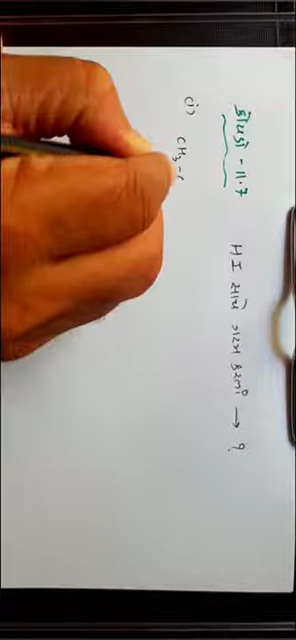 કોયડો - 11.7 HI સાથે ગરમ કરતાં → ?
(i) CH₃-